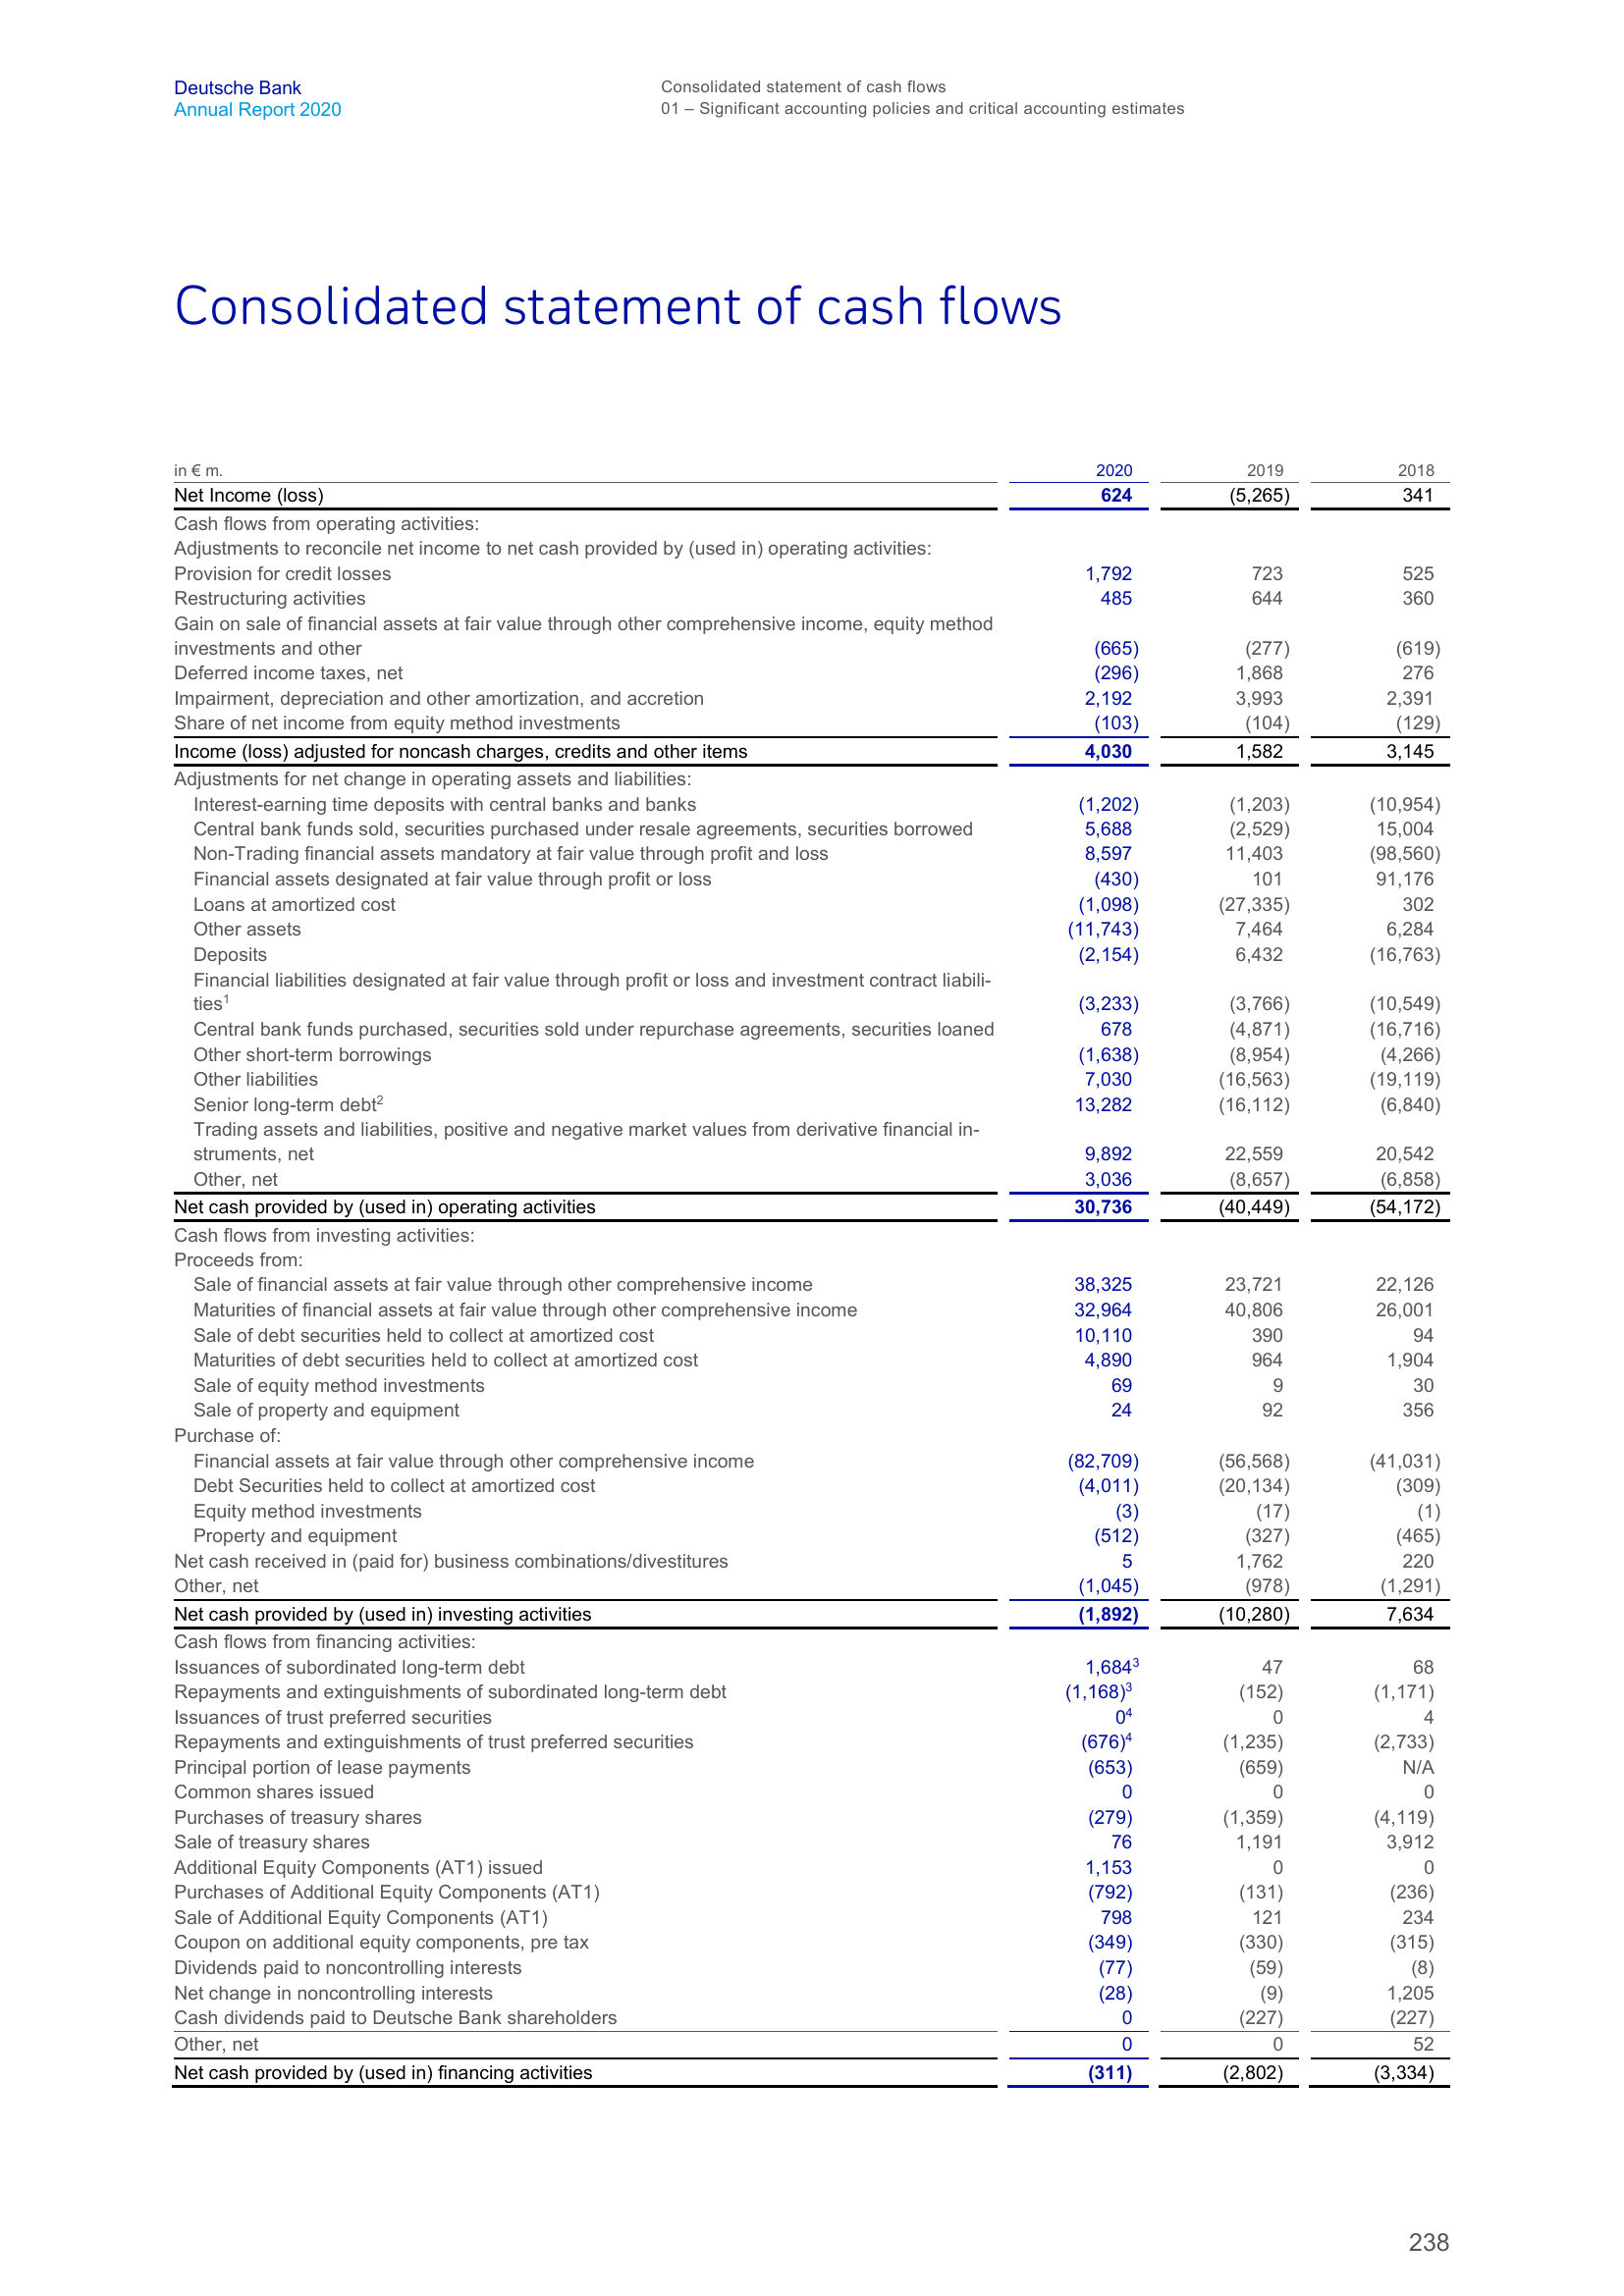 Deutsche Bank
Annual Report 2020
Consolidated statement of cash flows
01 – Significant accounting policies and critical accounting estimates
Consolidated statement of cash flows
in € m. 2020 2019 2018
Net Income (loss) 624 (5,265) 341
Cash flows from operating activities:
Adjustments to reconcile net income to net cash provided by (used in) operating activities:
Provision for credit losses 1,792 723 525
Restructuring activities 485 644 360
Gain on sale of financial assets at fair value through other comprehensive income, equity method
investments and other (665) (277) (619)
Deferred income taxes, net (296) 1,868 276
Impairment, depreciation and other amortization, and accretion 2,192 3,993 2,391
Share of net income from equity method investments (103) (104) (129)
Income (loss) adjusted for noncash charges, credits and other items 4,030 1,582 3,145
Adjustments for net change in operating assets and liabilities:
Interest-earning time deposits with central banks and banks (1,202) (1,203) (10,954)
Central bank funds sold, securities purchased under resale agreements, securities borrowed 5,688 (2,529) 15,004
Non-Trading financial assets mandatory at fair value through profit and loss 8,597 11,403 (98,560)
Financial assets designated at fair value through profit or loss (430) 101 91,176
Loans at amortized cost (1,098) (27,335) 302
Other assets (11,743) 7,464 6,284
Deposits (2,154) 6,432 (16,763)
Financial liabilities designated at fair value through profit or loss and investment contract liabili-
ties1 (3,233) (3,766) (10,549)
Central bank funds purchased, securities sold under repurchase agreements, securities loaned 678 (4,871) (16,716)
Other short-term borrowings (1,638) (8,954) (4,266)
Other liabilities 7,030 (16,563) (19,119)
Senior long-term debt2 13,282 (16,112) (6,840)
Trading assets and liabilities, positive and negative market values from derivative financial in-
struments, net 9,892 22,559 20,542
Other, net 3,036 (8,657) (6,858)
Net cash provided by (used in) operating activities 30,736 (40,449) (54,172)
Cash flows from investing activities:
Proceeds from:
Sale of financial assets at fair value through other comprehensive income 38,325 23,721 22,126
Maturities of financial assets at fair value through other comprehensive income 32,964 40,806 26,001
Sale of debt securities held to collect at amortized cost 10,110 390 94
Maturities of debt securities held to collect at amortized cost 4,890 964 1,904
Sale of equity method investments 69 9 30
Sale of property and equipment 24 92 356
Purchase of:
Financial assets at fair value through other comprehensive income (82,709) (56,568) (41,031)
Debt Securities held to collect at amortized cost (4,011) (20,134) (309)
Equity method investments (3) (17) (1)
Property and equipment (512) (327) (465)
Net cash received in (paid for) business combinations/divestitures 5 1,762 220
Other, net (1,045) (978) (1,291)
Net cash provided by (used in) investing activities (1,892) (10,280) 7,634
Cash flows from financing activities:
Issuances of subordinated long-term debt 1,6843 47 68
Repayments and extinguishments of subordinated long-term debt (1,168)3 (152) (1,171)
Issuances of trust preferred securities 04 0 4
Repayments and extinguishments of trust preferred securities (676)4 (1,235) (2,733)
Principal portion of lease payments (653) (659) N/A
Common shares issued 0 0 0
Purchases of treasury shares (279) (1,359) (4,119)
Sale of treasury shares 76 1,191 3,912
Additional Equity Components (AT1) issued 1,153 0 0
Purchases of Additional Equity Components (AT1) (792) (131) (236)
Sale of Additional Equity Components (AT1) 798 121 234
Coupon on additional equity components, pre tax (349) (330) (315)
Dividends paid to noncontrolling interests (77) (59) (8)
Net change in noncontrolling interests (28) (9) 1,205
Cash dividends paid to Deutsche Bank shareholders 0 (227) (227)
Other, net 0 0 52
Net cash provided by (used in) financing activities (311) (2,802) (3,334)
238